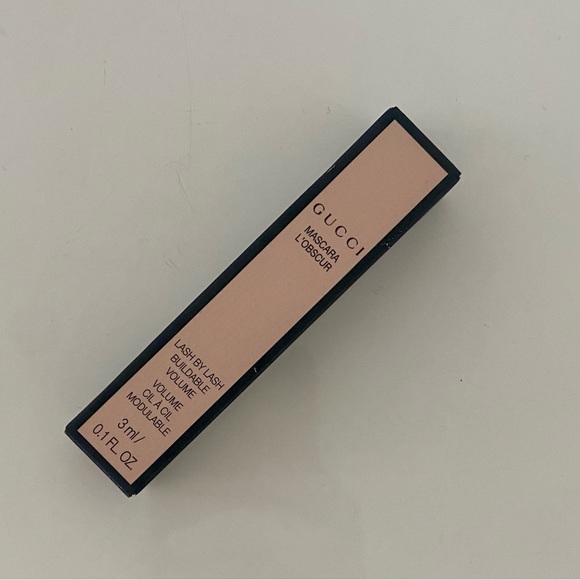 GUCCI
MASCARA
L'OBSCUR
LASH BY LASH
BUILDABLE
VOLUME
VOLUME
CIL À CIL
MODULABLE
3 ml /
0.1 FL. OZ.